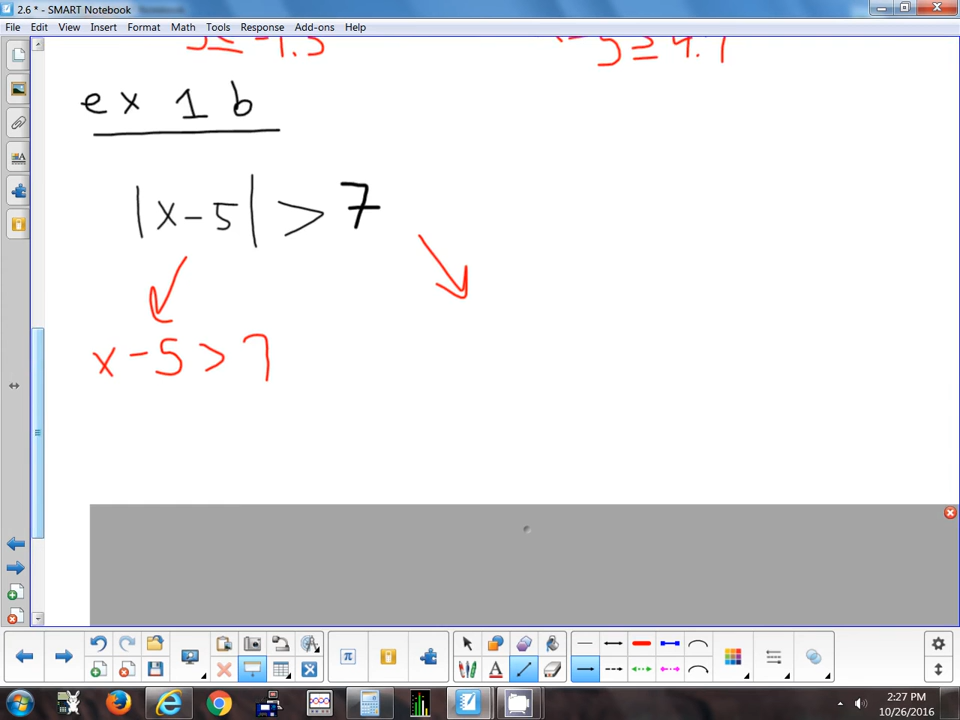 2.6 * - SMART Notebook
File Edit View Insert Format Math Tools Response Add-ons Help
ex 1 b
|x-5| > 7
x-5 > 7
π
A
2:27 PM
10/26/2016